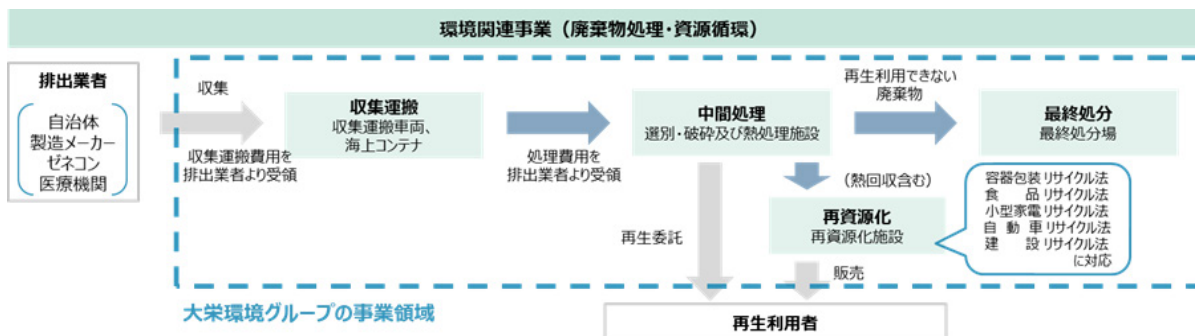 環境関連事業（廃棄物処理・資源循環）
排出業者
自治体
製造メーカー
ゼネコン
医療機関
収集
収集運搬費用を
排出業者より受領
収集運搬
収集運搬車両、
海上コンテナ
処理費用を
排出業者より受領
中間処理
選別・破砕及び熱処理施設
再生利用できない
廃棄物
最終処分
最終処分場
（熱回収含む）
再生委託
再資源化
再資源化施設
容器包装リサイクル法
食　品 リサイクル法
小型家電リサイクル法
自 動 車 リサイクル法
建　設 リサイクル法
に対応
販売
大栄環境グループの事業領域
再生利用者